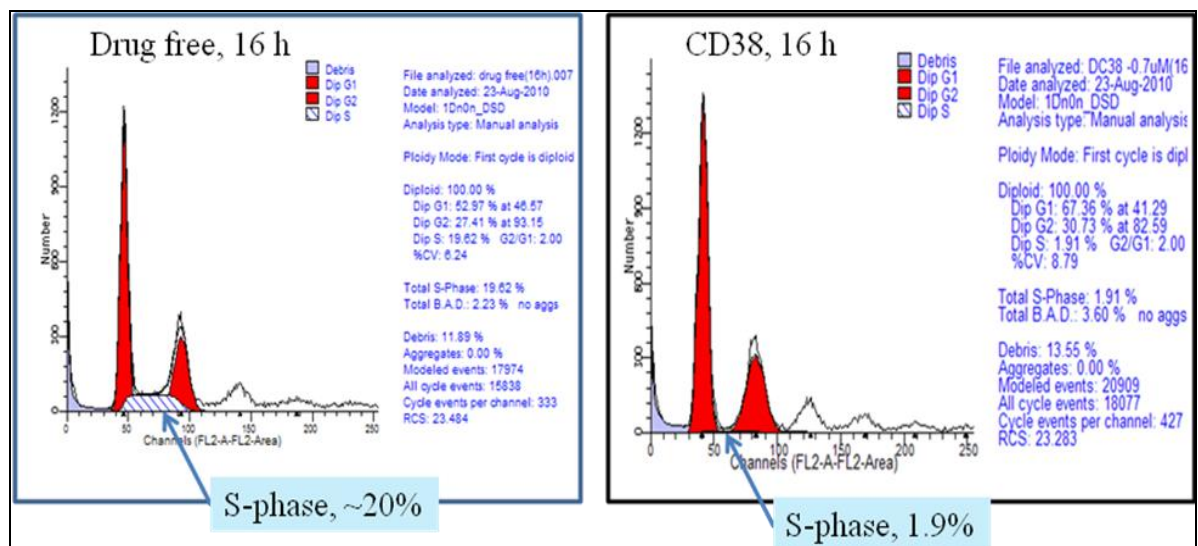 Drug free, 16 h
Debris
Dip G1
Dip G2
Dip S
File analyzed: drug free(16h).007
Date analyzed: 23-Aug-2010
Model: 1Dn0n_DSD
Analysis type: Manual analysis
Ploidy Mode: First cycle is diploid
Diploid: 100.00 %
Dip G1: 52.97 % at 46.57
Dip G2: 27.41 % at 93.15
Dip S: 19.62 % G2/G1: 2.00
%CV: 6.24
Total S-Phase: 19.62 %
Total B.A.D.: 2.23 % no aggs
Debris: 11.89 %
Aggregates: 0.00 %
Modeled events: 17974
All cycle events: 15838
Cycle events per channel: 333
RCS: 23.484
Number
0 300 600 900 1200
0 50 100 150 200 250
Channels (FL2-A-FL2-Area)
S-phase, ~20%
CD38, 16 h
Debris
Dip G1
Dip G2
Dip S
File analyzed: DC38 -0.7uM(16
Date analyzed: 23-Aug-2010
Model: 1Dn0n_DSD
Analysis type: Manual analysis
Ploidy Mode: First cycle is dipl
Diploid: 100.00 %
Dip G1: 67.36 % at 41.29
Dip G2: 30.73 % at 82.59
Dip S: 1.91 % G2/G1: 2.00
%CV: 8.79
Total S-Phase: 1.91 %
Total B.A.D.: 3.60 % no aggs
Debris: 13.55 %
Aggregates: 0.00 %
Modeled events: 20909
All cycle events: 18077
Cycle events per channel: 427
RCS: 23.283
Number
0 300 600 900 1200
0 50 100 150 200 250
Channels (FL2-A-FL2-Area)
S-phase, 1.9%